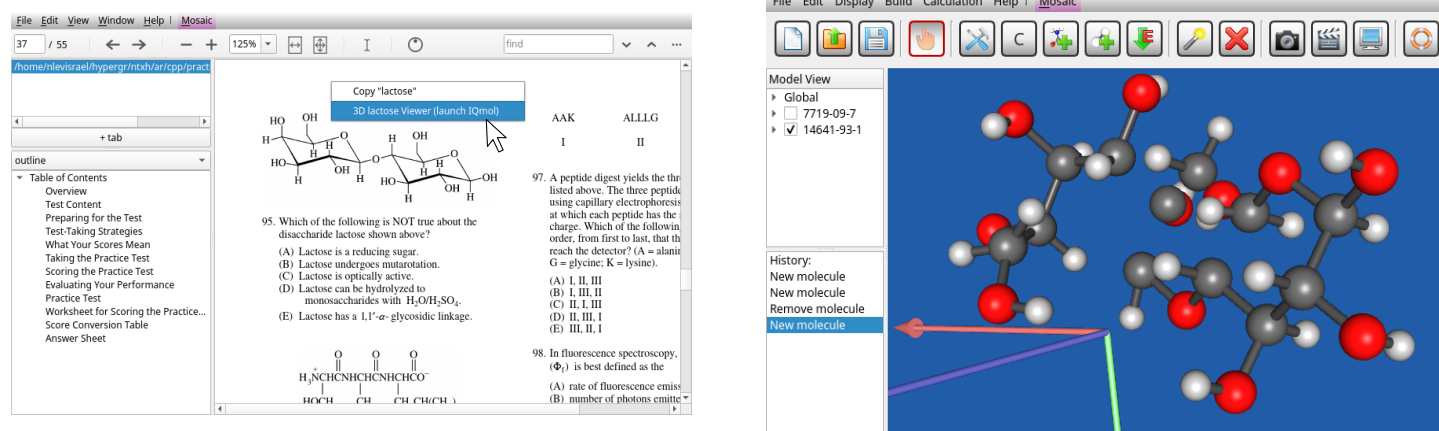 File Edit View Window Help Mosaic
37 / 55 125% find
/home/nlevisrael/hypergr/ntxh/ar/cpp/pract
+ tab
outline
Table of Contents
Overview
Test Content
Preparing for the Test
Test-Taking Strategies
What Your Scores Mean
Taking the Practice Test
Scoring the Practice Test
Evaluating Your Performance
Practice Test
Worksheet for Scoring the Practice...
Score Conversion Table
Answer Sheet
Copy "lactose"
3D lactose Viewer (launch IQmol)
HO OH
H O H OH
HO H H H O
OH O OH
H H HO H H
OH H
H
95. Which of the following is NOT true about the
disaccharide lactose shown above?
(A) Lactose is a reducing sugar.
(B) Lactose undergoes mutarotation.
(C) Lactose is optically active.
(D) Lactose can be hydrolyzed to
monosaccharides with H₂O/H₂SO₄.
(E) Lactose has a 1,1′-α-glycosidic linkage.
O O O
H₃N⁺CHCNHCHCNHCHCO⁻
AAK ALLLG
I II
97. A peptide digest yields the thr
listed above. The three peptide
using capillary electrophoresis
at which each peptide has the
charge. Which of the followin
order, from first to last, that th
reach the detector? (A = alanin
G = glycine; K = lysine).
(A) I, II, III
(B) I, III, II
(C) II, I, III
(D) II, III, I
(E) III, II, I
98. In fluorescence spectroscopy,
(Φf) is best defined as the
(A) rate of fluorescence emiss
(B) number of photons emitte
File Edit Display Build Calculation Help Mosaic
C E
Model View
Global
7719-09-7
14641-93-1
History:
New molecule
New molecule
Remove molecule
New molecule